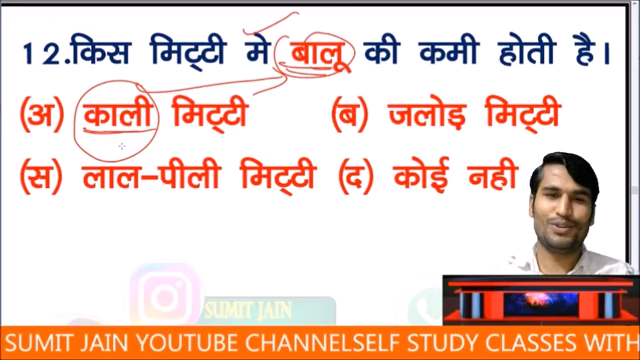 12.किस मिट्टी मे बालू की कमी होती है।
(अ) काली मिट्टी (ब) जलोड़ मिट्टी
(स) लाल-पीली मिट्टी (द) कोई नही
SUMIT JAIN
SUMIT JAIN YOUTUBE CHANNELSELF STUDY CLASSES WITH